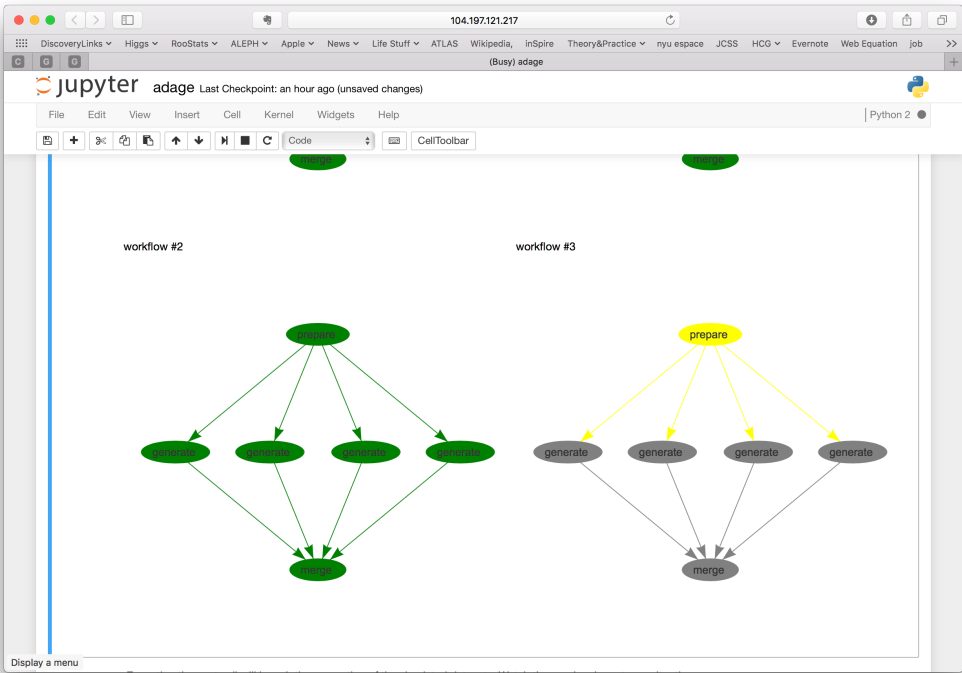 104.197.121.217
DiscoveryLinks Higgs RooStats ALEPH Apple News Life Stuff ATLAS Wikipedia, inSpire Theory&Practice nyu espace JCSS HCG Evernote Web Equation job >>
C G G (Busy) adage +
jupyter adage Last Checkpoint: an hour ago (unsaved changes)
File Edit View Insert Cell Kernel Widgets Help Python 2
Code CellToolbar
merge merge
workflow #2 workflow #3
prepare prepare
generate generate generate generate generate generate generate generate
merge merge
Display a menu